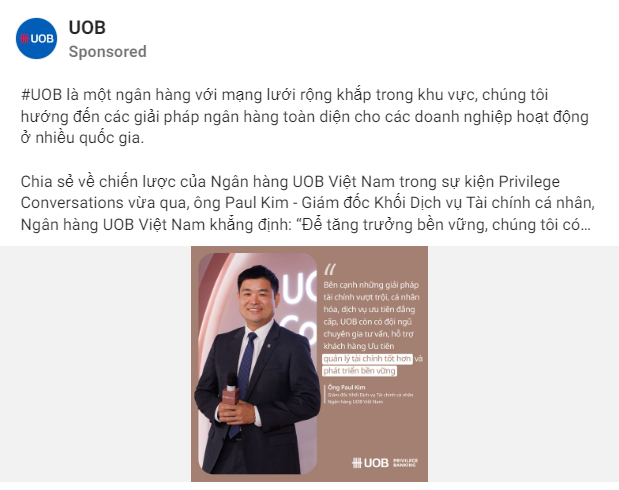 UOB
UOB
Sponsored
#UOB là một ngân hàng với mạng lưới rộng khắp trong khu vực, chúng tôi
hướng đến các giải pháp ngân hàng toàn diện cho các doanh nghiệp hoạt động
ở nhiều quốc gia.
Chia sẻ về chiến lược của Ngân hàng UOB Việt Nam trong sự kiện Privilege
Conversations vừa qua, ông Paul Kim - Giám đốc Khối Dịch vụ Tài chính cá nhân,
Ngân hàng UOB Việt Nam khẳng định: “Để tăng trưởng bền vững, chúng tôi có...
UO
Co
“
Bên cạnh những giải pháp
tài chính vượt trội, cá nhân
hóa, dịch vụ ưu tiên đẳng
cấp, UOB còn có đội ngũ
chuyên gia tư vấn, hỗ trợ
khách hàng Ưu tiên
quản lý tài chính tốt hơn và
phát triển bền vững
Ông Paul Kim
Giám đốc Khối Dịch vụ Tài chính cá nhân
Ngân hàng UOB Việt Nam
UOB PRIVILEGE
BANKING